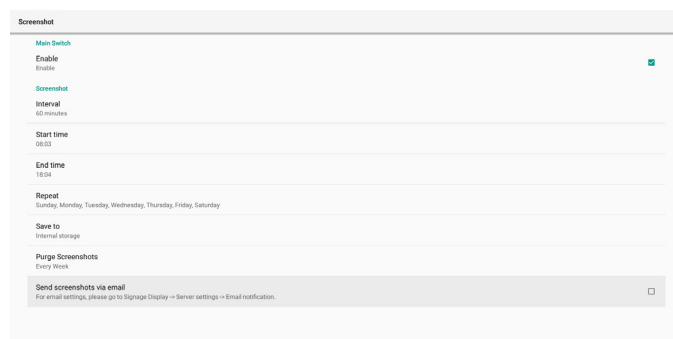 Screenshot
Main Switch
Enable
Enable
Screenshot
Interval
60 minutes
Start time
08:03
End time
18:04
Repeat
Sunday, Monday, Tuesday, Wednesday, Thursday, Friday, Saturday
Save to
Internal storage
Purge Screenshots
Every Week
Send screenshots via email
For email settings, please go to Signage Display -> Server settings -> Email notification.